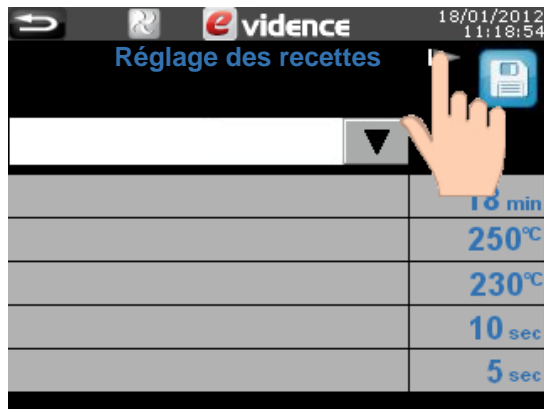 evidence 18/01/2012
11:18:54
Réglage des recettes
18 min
250°C
230°C
10 sec
5 sec